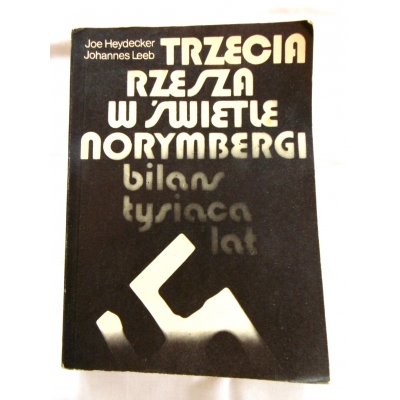 Joe Heydecker
Johannes Leeb
TRZECIA
RZESZA
W ŚWIETLE
NORYMBERGI
bilans
tysiąca
lat